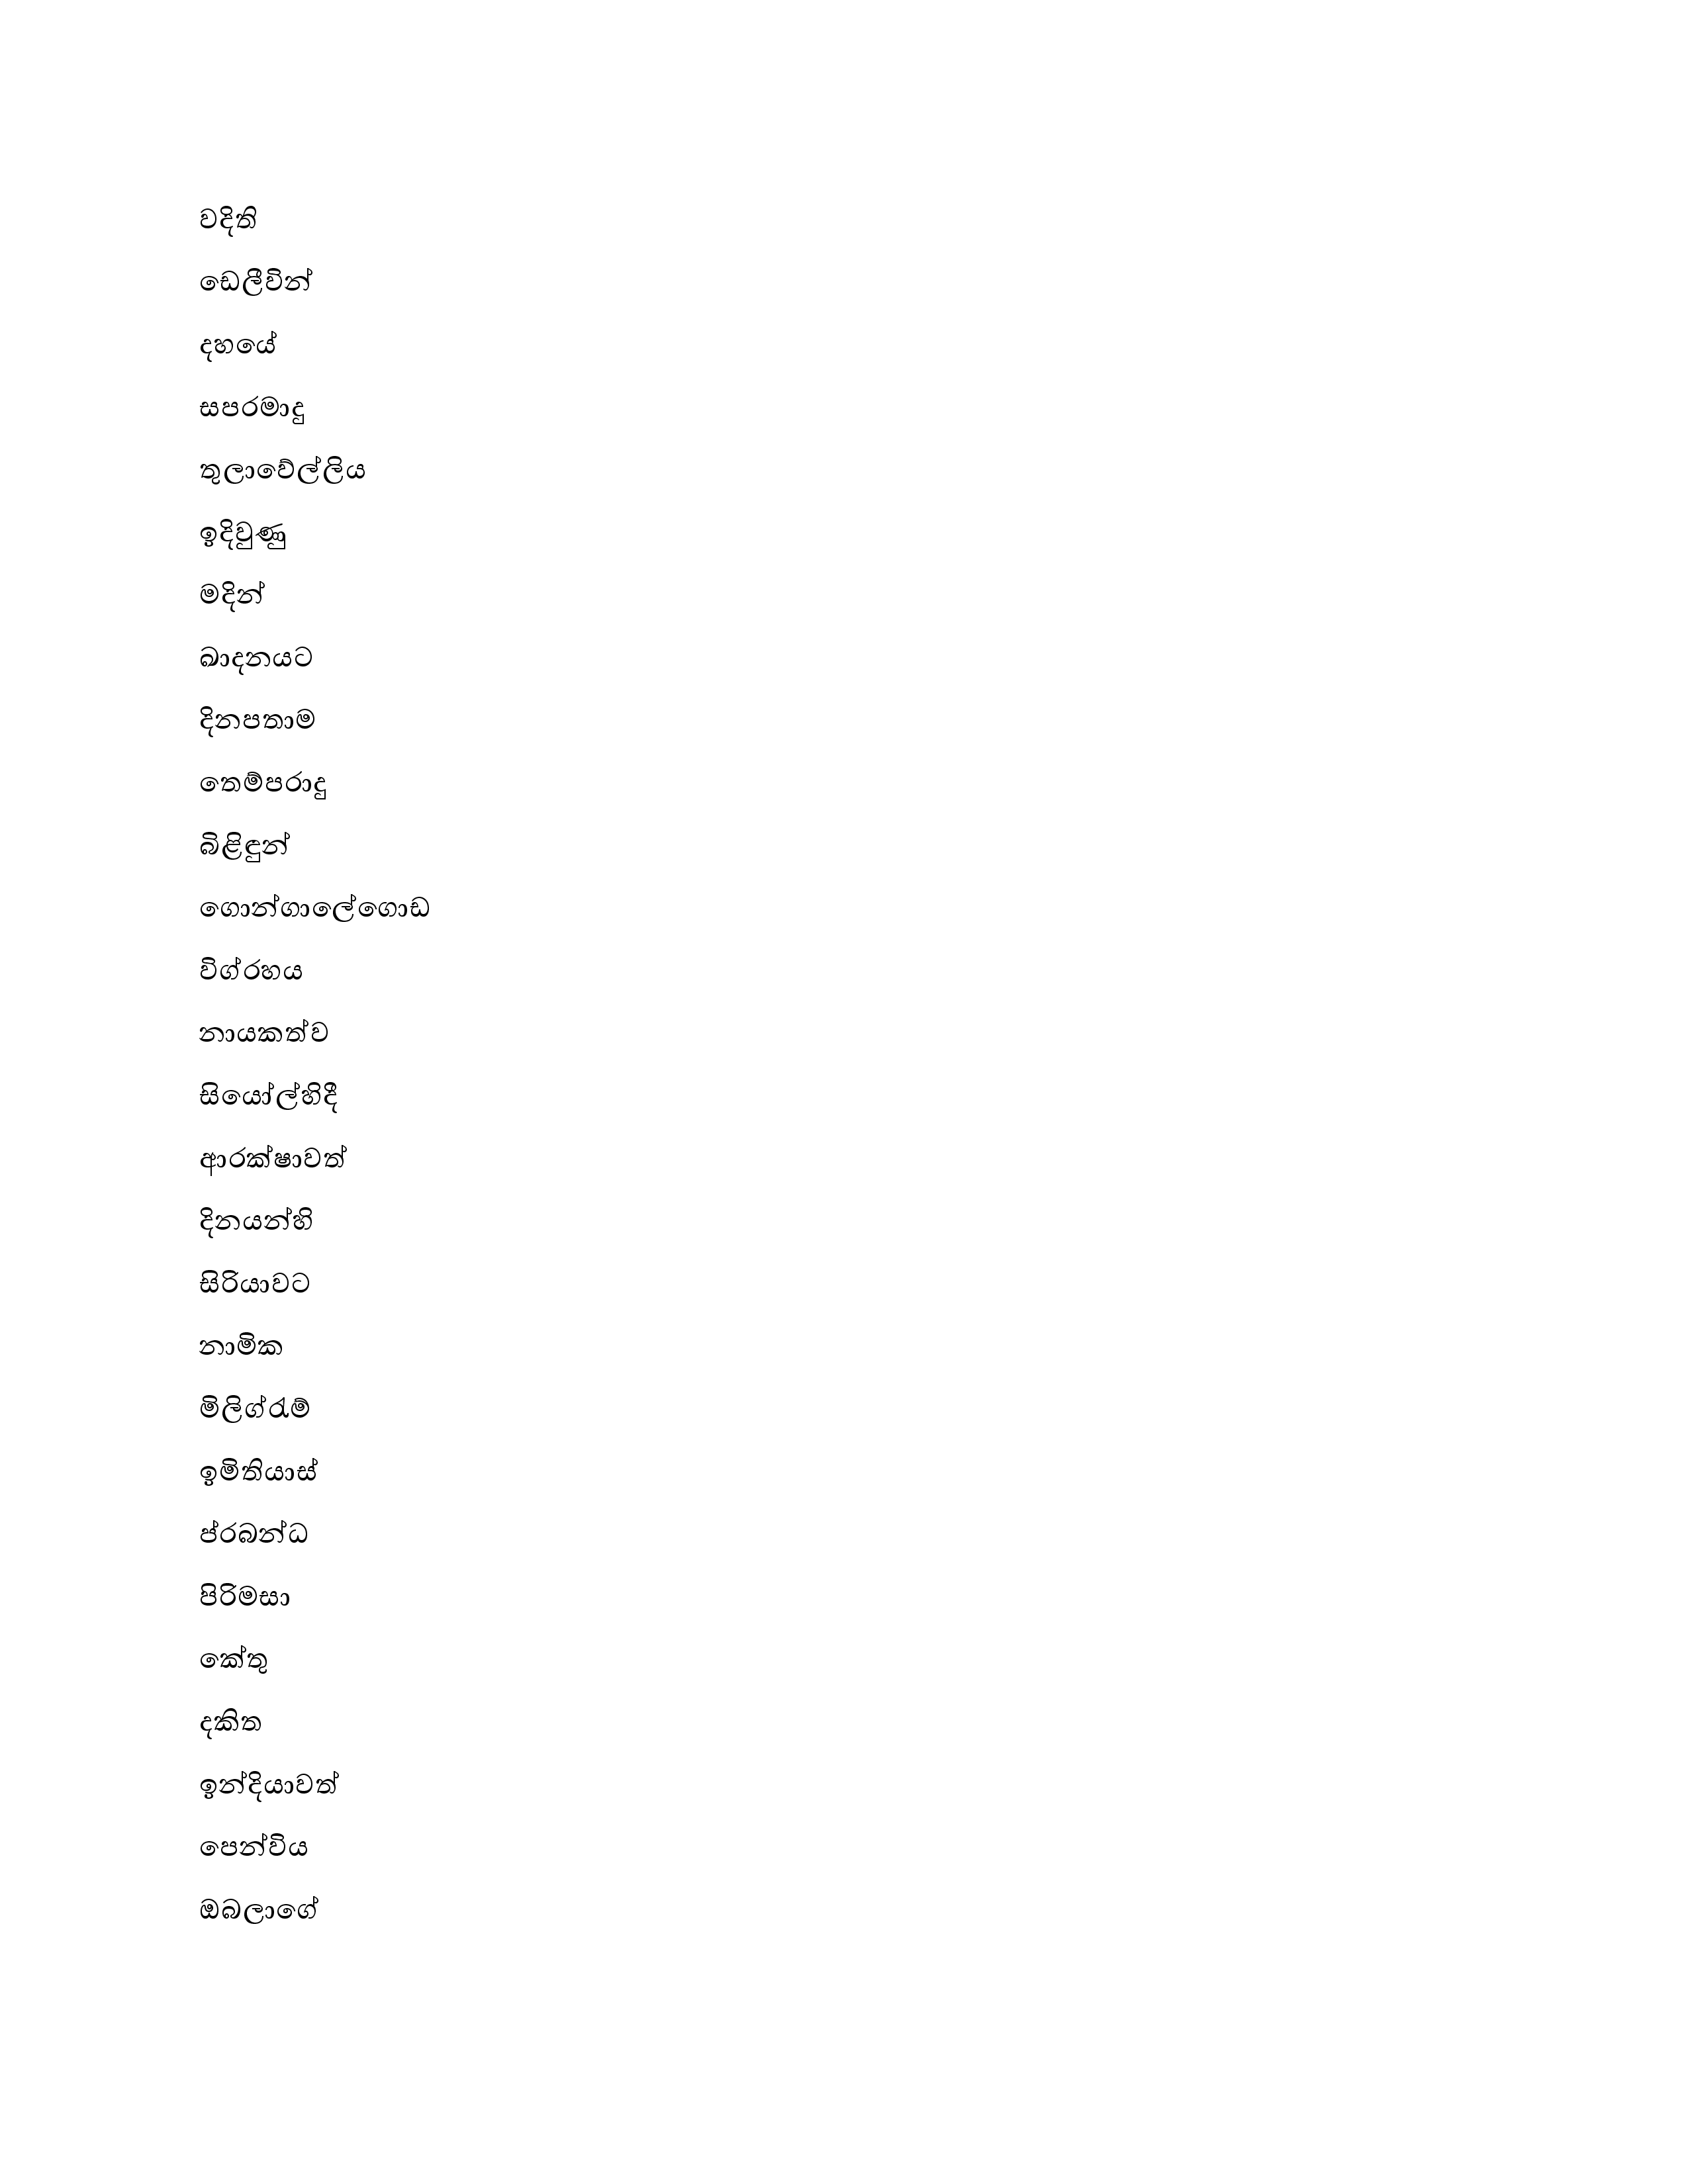 වදිති
ඩෙලීවින්
දහයේ
සපරමාදු
තුලාවේල්ලිය
ඉදිවුණු
මදින්
ඛාදනයට
දිනපතාම
තෙම්පරාදු
බිළිඳුන්
ගොන්ගාලේගොඩ
විග්රහය
නායකත්ව
සියෝල්හිදී
ආරක්ෂාවත්
දිනයන්හි
සිරියාවට
නාමික
මිලිග්රෑම්
ඉමිතියාස්
ප්රබන්ධ
පිරිමසා
කේතු
දකිත
ඉන්දියාවත්
පෙන්විය
ඔබලාගේ